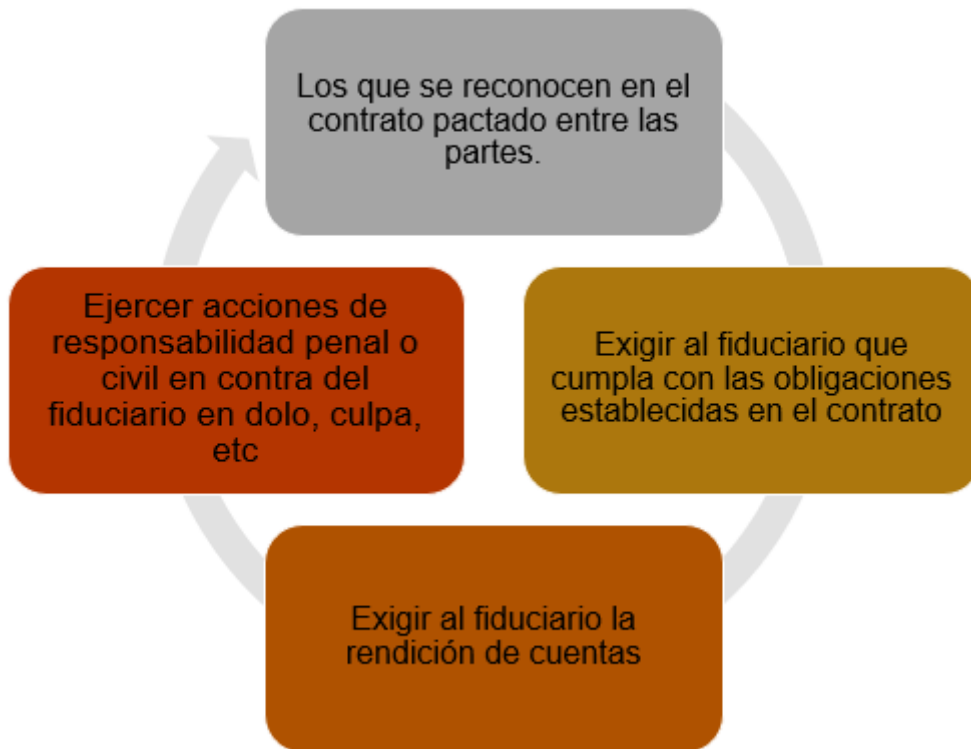 Los que se reconocen en el
contrato pactado entre las
partes.
Exigir al fiduciario que
cumpla con las obligaciones
establecidas en el contrato
Exigir al fiduciario la
rendición de cuentas
Ejercer acciones de
responsabilidad penal o
civil en contra del
fiduciario en dolo, culpa,
etc